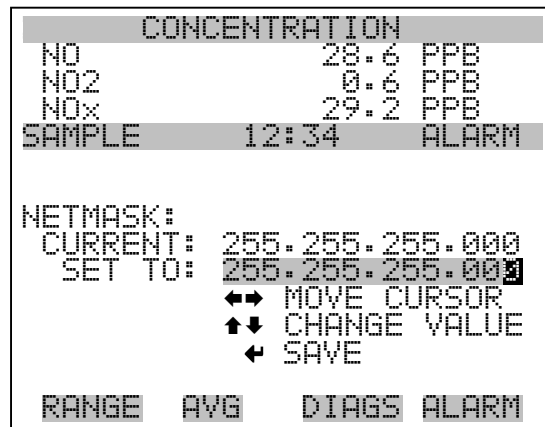 CONCENTRATION
NO 28.6 PPB
NO2 0.6 PPB
NOx 29.2 PPB
SAMPLE 12:34 ALARM
NETMASK:
CURRENT: 255.255.255.000
SET TO: 255.255.255.000
⬅➡ MOVE CURSOR
⬆⬇ CHANGE VALUE
↵ SAVE
RANGE AVG DIAGS ALARM